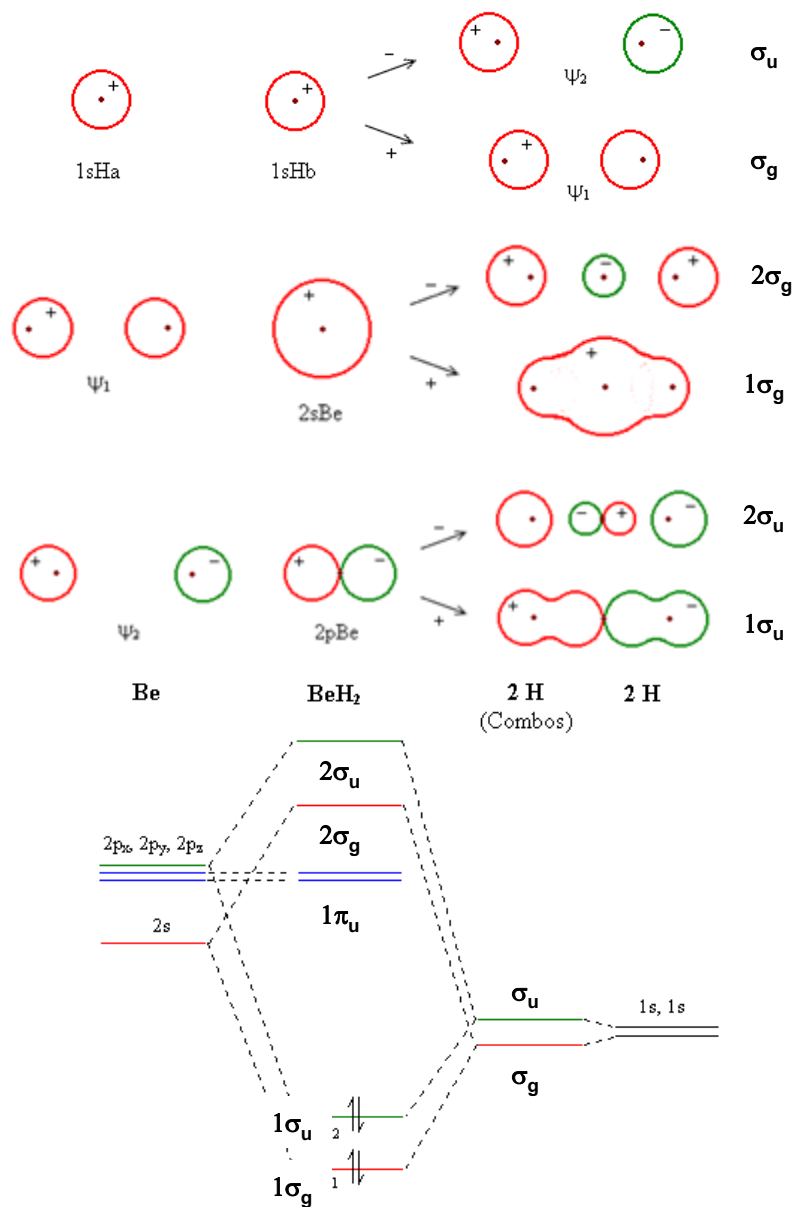 + − σu
+ + − Ψ2
1sHa 1sHb + + σg
Ψ1
+ − + − + 2σg
+ + 1σg
Ψ1 2sBe +
− − + − 2σu
+ − + −
Ψ2 2pBe + + − 1σu
Be BeH2 2 H 2 H
(Combos)
2σu
2px, 2py, 2pz 2σg
1πu
2s
σu 1s, 1s
σg
1σu 2
1σg 1